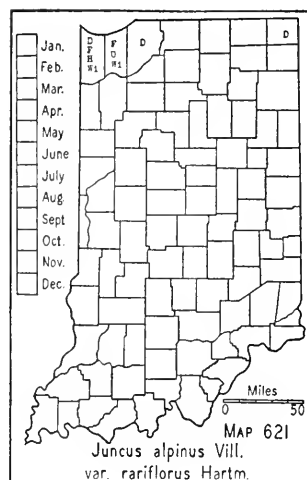 D
F
H
W1
F
U
W1
D
D
Jan.
Feb.
Mar.
Apr.
May
June
July
Aug.
Sept
Oct.
Nov.
Dec.
Miles
0 50
MAP 621
Juncus alpinus Vill.
var. rariflorus Hartm.